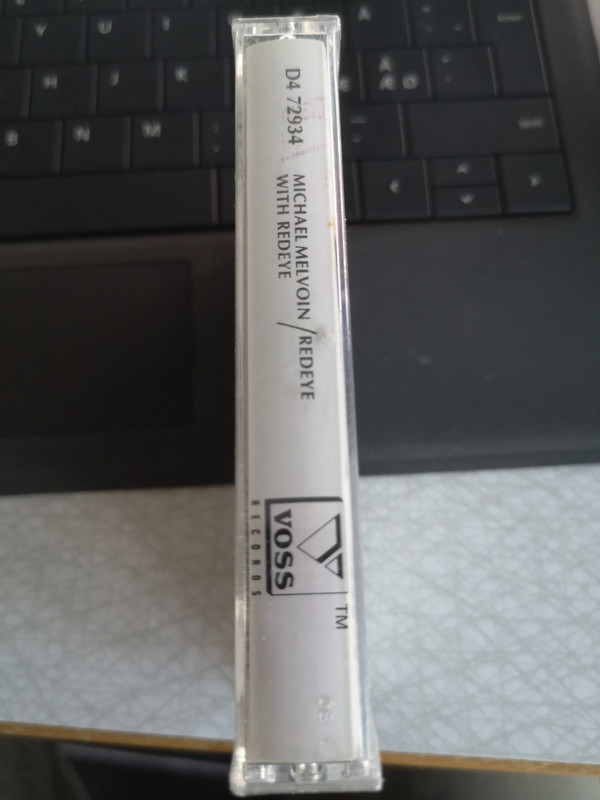 D4 72934
MICHAEL MELVOIN / REDEYE
WITH REDEYE
VOSS
TM
RECORDS
Y
H
J
K
B
N
M
Å
Æ
Ø